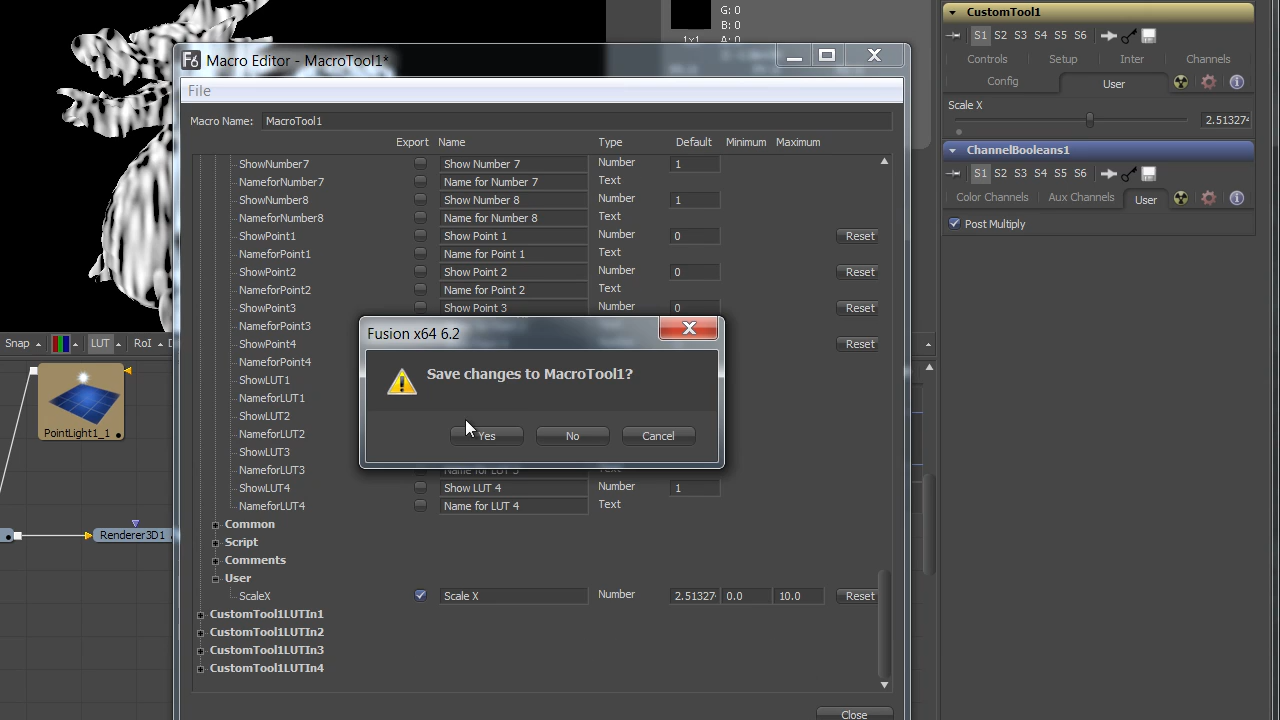 G: 0
B: 0
A: 0
1x1
CustomTool1
S1 S2 S3 S4 S5 S6
Controls Setup Inter Channels
Config User
Scale X
2.513274
ChannelBooleans1
S1 S2 S3 S4 S5 S6
Color Channels Aux Channels User
Post Multiply
F6 Macro Editor - MacroTool1*
File
Macro Name: MacroTool1
Export Name Type Default Minimum Maximum
ShowNumber7 Show Number 7 Number 1
NameforNumber7 Name for Number 7 Text
ShowNumber8 Show Number 8 Number 1
NameforNumber8 Name for Number 8 Text
ShowPoint1 Show Point 1 Number 0 Reset
NameforPoint1 Name for Point 1 Text
ShowPoint2 Show Point 2 Number 0 Reset
NameforPoint2 Name for Point 2 Text
ShowPoint3 Show Point 3 Number 0 Reset
NameforPoint3
ShowPoint4 Reset
NameforPoint4
ShowLUT1
NameforLUT1
ShowLUT2
NameforLUT2
ShowLUT3
NameforLUT3 Name for LUT 3 Text
ShowLUT4 Show LUT 4 Number 1
NameforLUT4 Name for LUT 4 Text
Common
Script
Comments
User
ScaleX Scale X Number 2.51327 0.0 10.0 Reset
CustomTool1LUTIn1
CustomTool1LUTIn2
CustomTool1LUTIn3
CustomTool1LUTIn4
Close
Fusion x64 6.2
Save changes to MacroTool1?
Yes No Cancel
Snap LUT RoI
PointLight1_1
Renderer3D1